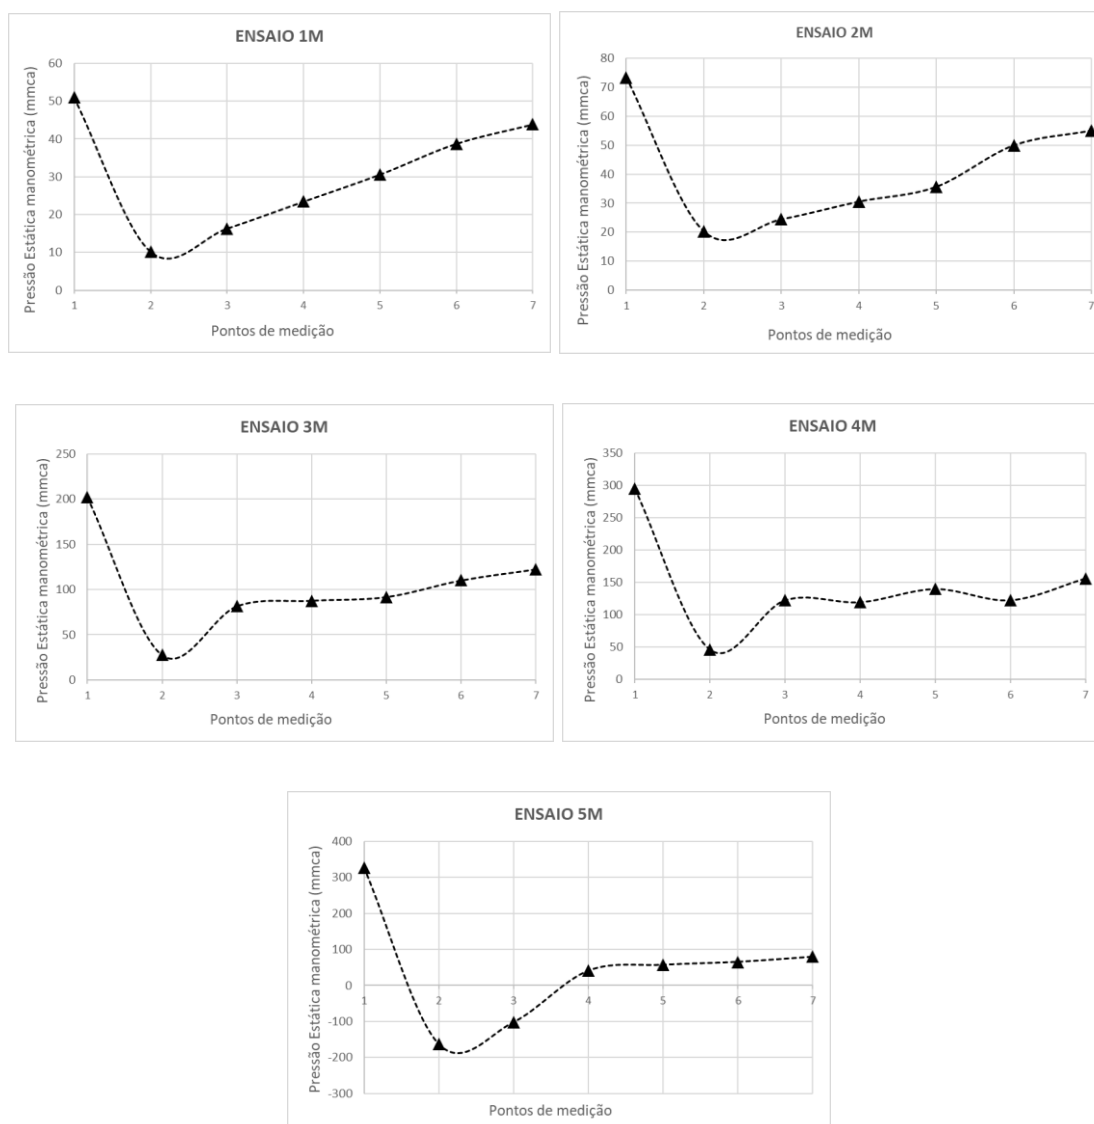 ENSAIO 1M
Pressão Estática manométrica (mmca)
60
50
40
30
20
10
0
1 2 3 4 5 6 7
Pontos de medição
ENSAIO 2M
Pressão Estática manométrica (mmca)
80
70
60
50
40
30
20
10
0
1 2 3 4 5 6 7
Pontos de medição
ENSAIO 3M
Pressão Estática manométrica (mmca)
250
200
150
100
50
0
1 2 3 4 5 6 7
Pontos de medição
ENSAIO 4M
Pressão Estática manométrica (mmca)
350
300
250
200
150
100
50
0
1 2 3 4 5 6 7
Pontos de medição
ENSAIO 5M
Pressão Estática manométrica (mmca)
400
300
200
100
0
-100
-200
-300
1 2 3 4 5 6 7
Pontos de medição